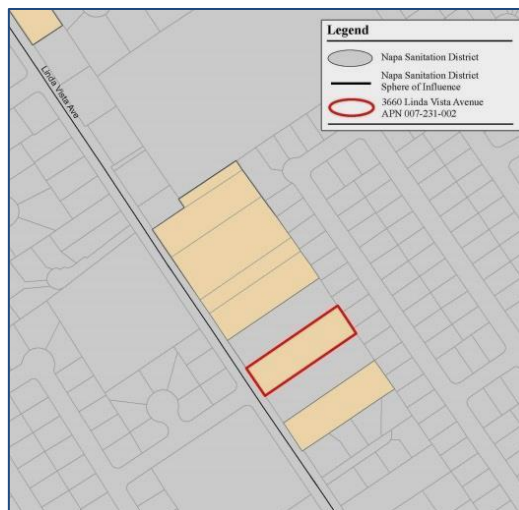 Legend
Napa Sanitation District
Napa Sanitation District
Sphere of Influence
3660 Linda Vista Avenue
APN 007-231-002
Linda Vista Ave